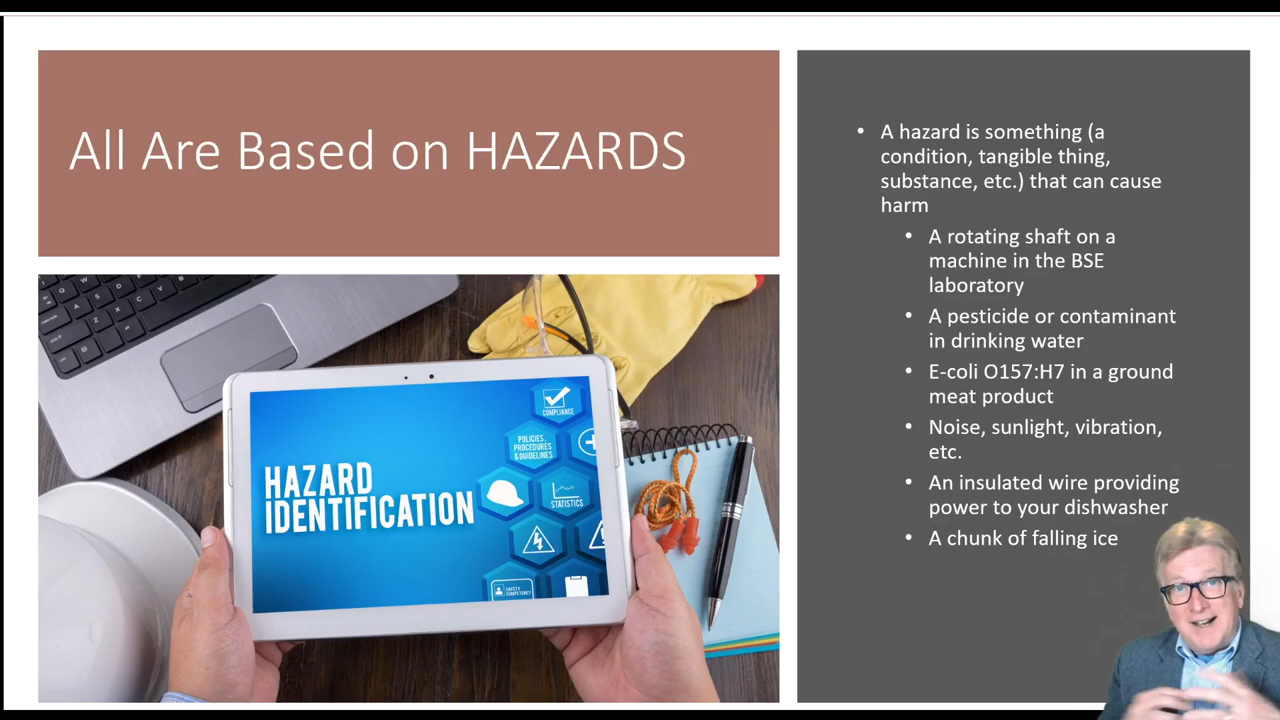 All Are Based on HAZARDS
• A hazard is something (a
condition, tangible thing,
substance, etc.) that can cause
harm
• A rotating shaft on a
machine in the BSE
laboratory
• A pesticide or contaminant
in drinking water
• E-coli O157:H7 in a ground
meat product
• Noise, sunlight, vibration,
etc.
• An insulated wire providing
power to your dishwasher
• A chunk of falling ice
HAZARD
IDENTIFICATION
COMPLIANCE
POLICIES,
PROCEDURES
& GUIDELINES
STATISTICS
SAFETY
COMPETENCY